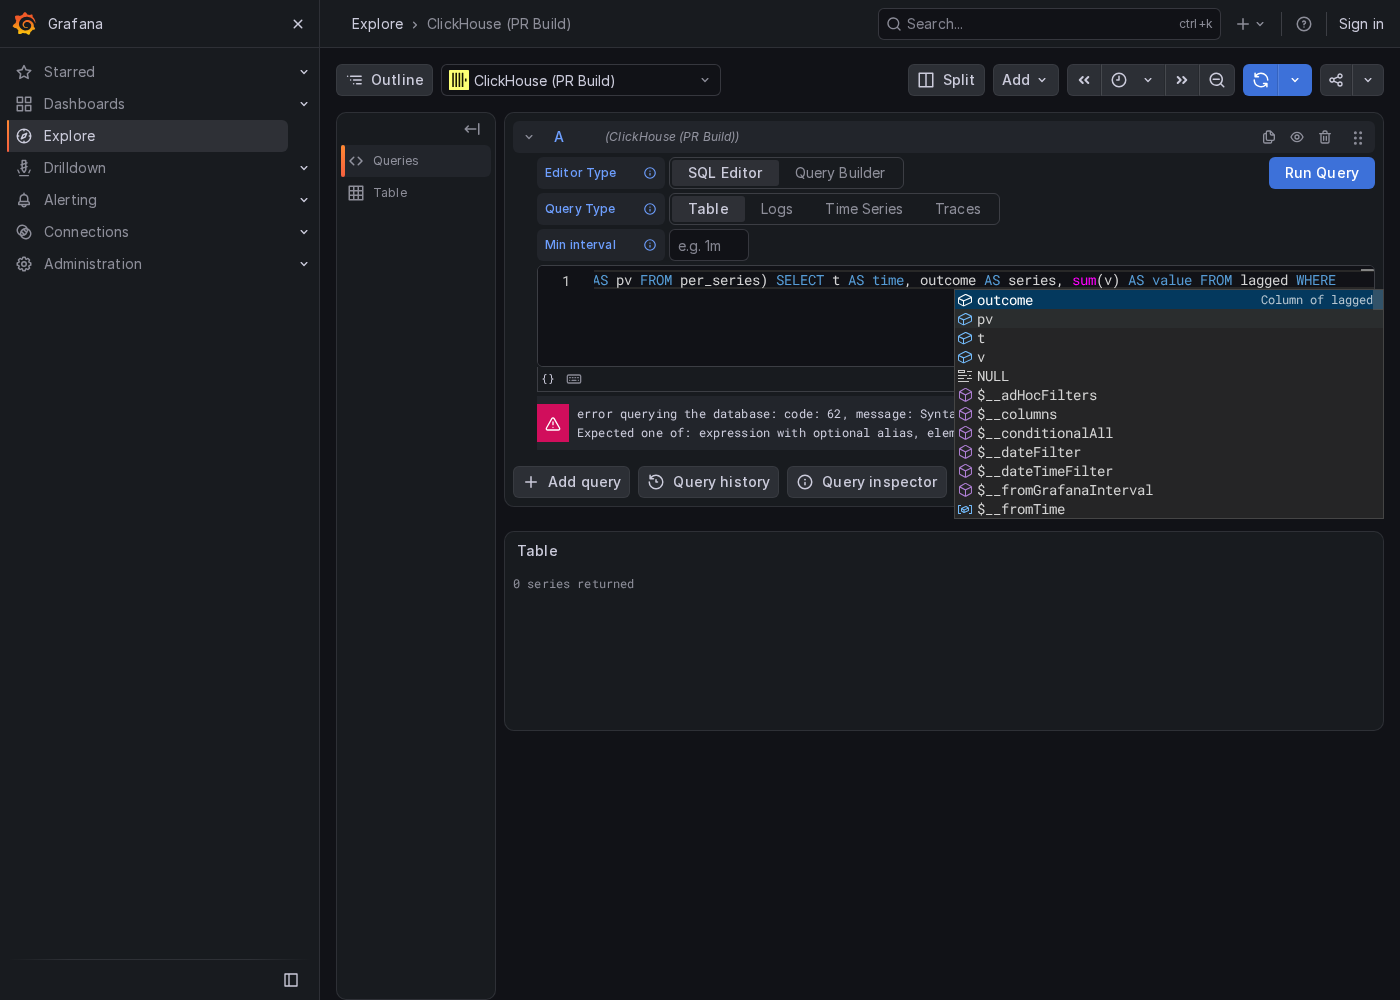 Grafana
Explore › ClickHouse (PR Build)
Search...
ctrl+k
Sign in
Starred
Dashboards
Explore
Drilldown
Alerting
Connections
Administration
Outline
ClickHouse (PR Build)
Split
Add
Queries
Table
A
(ClickHouse (PR Build))
Editor Type
SQL Editor
Query Builder
Run Query
Query Type
Table
Logs
Time Series
Traces
Min interval
e.g. 1m
1
AS pv FROM per_series) SELECT t AS time, outcome AS series, sum(v) AS value FROM lagged WHERE
outcome
Column of lagged
pv
t
v
NULL
$__adHocFilters
$__columns
$__conditionalAll
$__dateFilter
$__dateTimeFilter
$__fromGrafanaInterval
$__fromTime
{}
error querying the database: code: 62, message: Synta
Expected one of: expression with optional alias, elem
Add query
Query history
Query inspector
Table
0 series returned